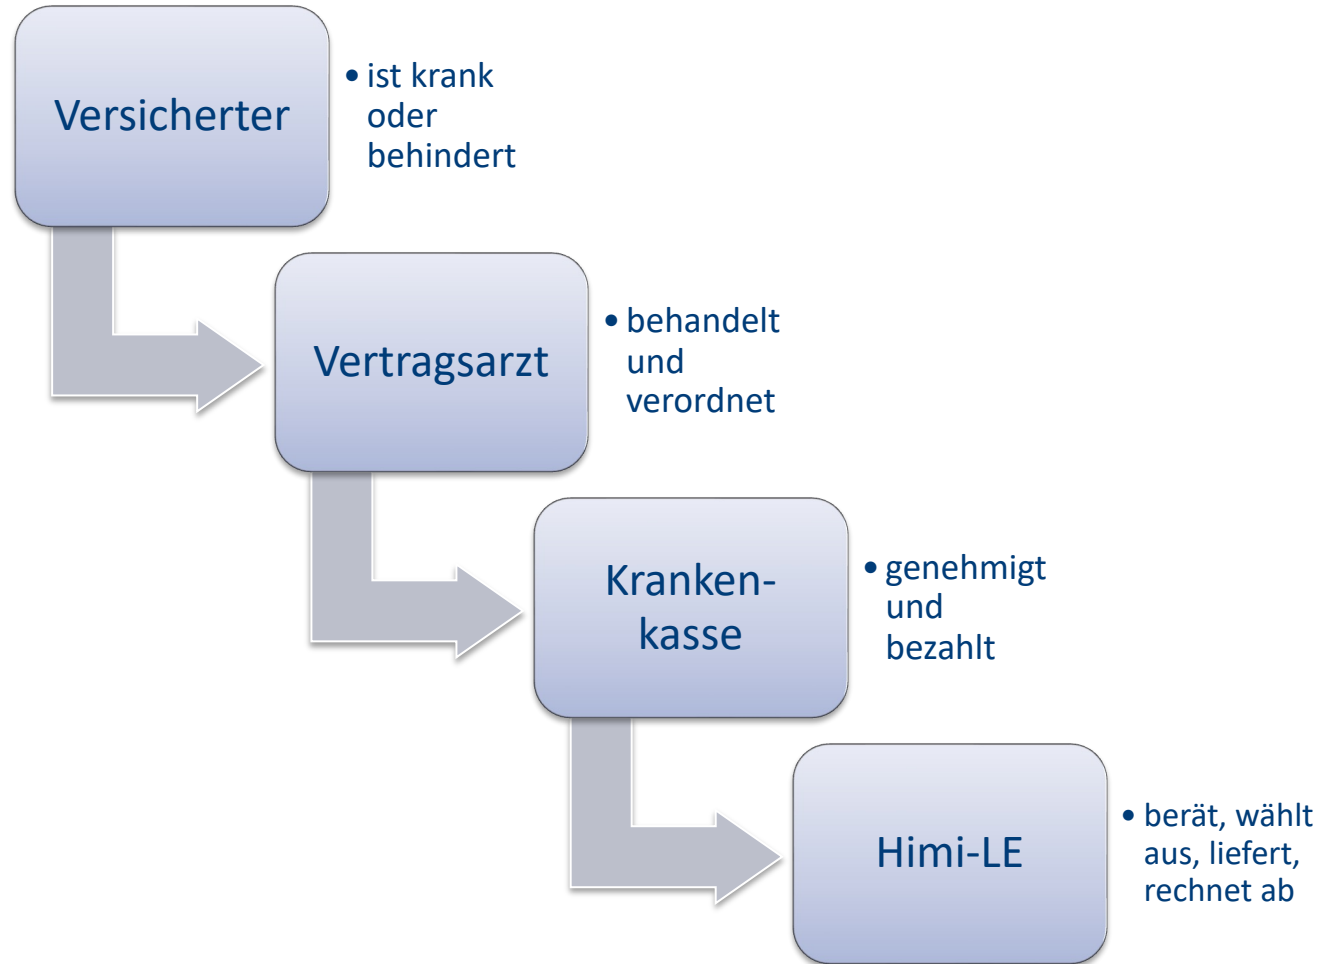 Versicherter
• ist krank
oder
behindert
Vertragsarzt
• behandelt
und
verordnet
Kranken-
kasse
• genehmigt
und
bezahlt
Himi-LE
• berät, wählt
aus, liefert,
rechnet ab